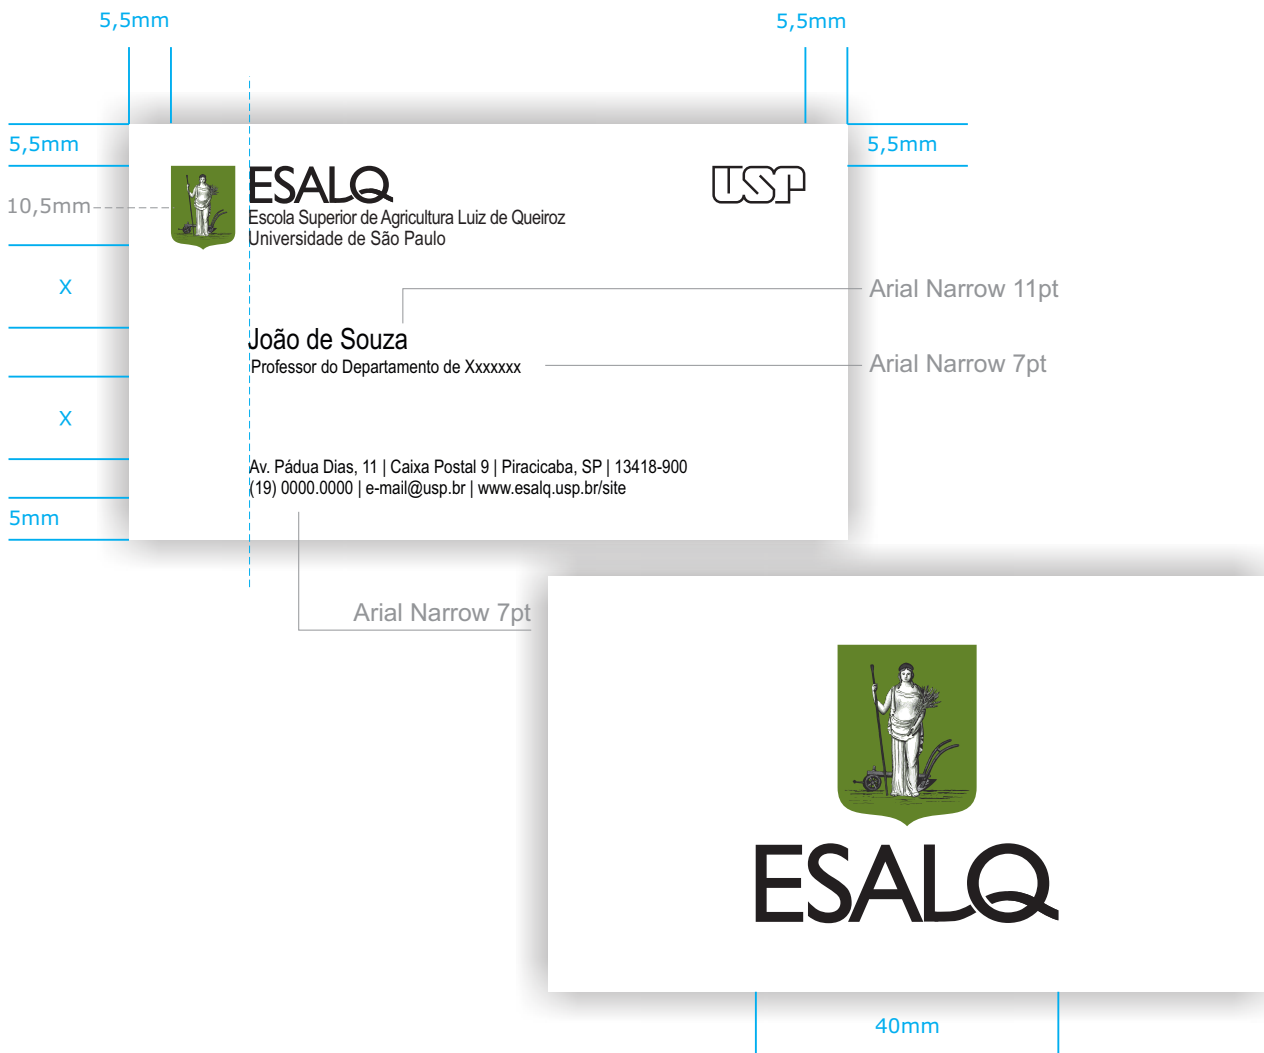 5,5mm
5,5mm
5,5mm
5,5mm
10,5mm
ESALQ
Escola Superior de Agricultura Luiz de Queiroz
Universidade de São Paulo
USP
X
Arial Narrow 11pt
João de Souza
Professor do Departamento de Xxxxxxx
Arial Narrow 7pt
X
Av. Pádua Dias, 11 | Caixa Postal 9 | Piracicaba, SP | 13418-900
(19) 0000.0000 | e-mail@usp.br | www.esalq.usp.br/site
5mm
Arial Narrow 7pt
ESALQ
40mm